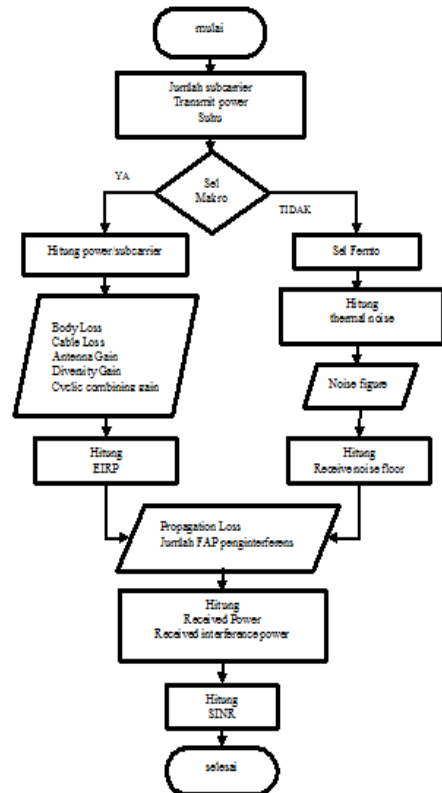 mulai
Jumlah subcarrier
Transmit power
Suhu
Sel
Makro
YA
TIDAK
Hitung power/subcarrier
Sel Femto
Body Loss
Cable Loss
Antenna Gain
Diversity Gain
Cyclic combining gain
Hitung
thermal noise
Noise figure
Hitung
EIRP
Hitung
Receive noise floor
Propagation Loss
Jumlah FAP penginterferens
Hitung
Received Power
Received interference power
Hitung
SINR
selesai